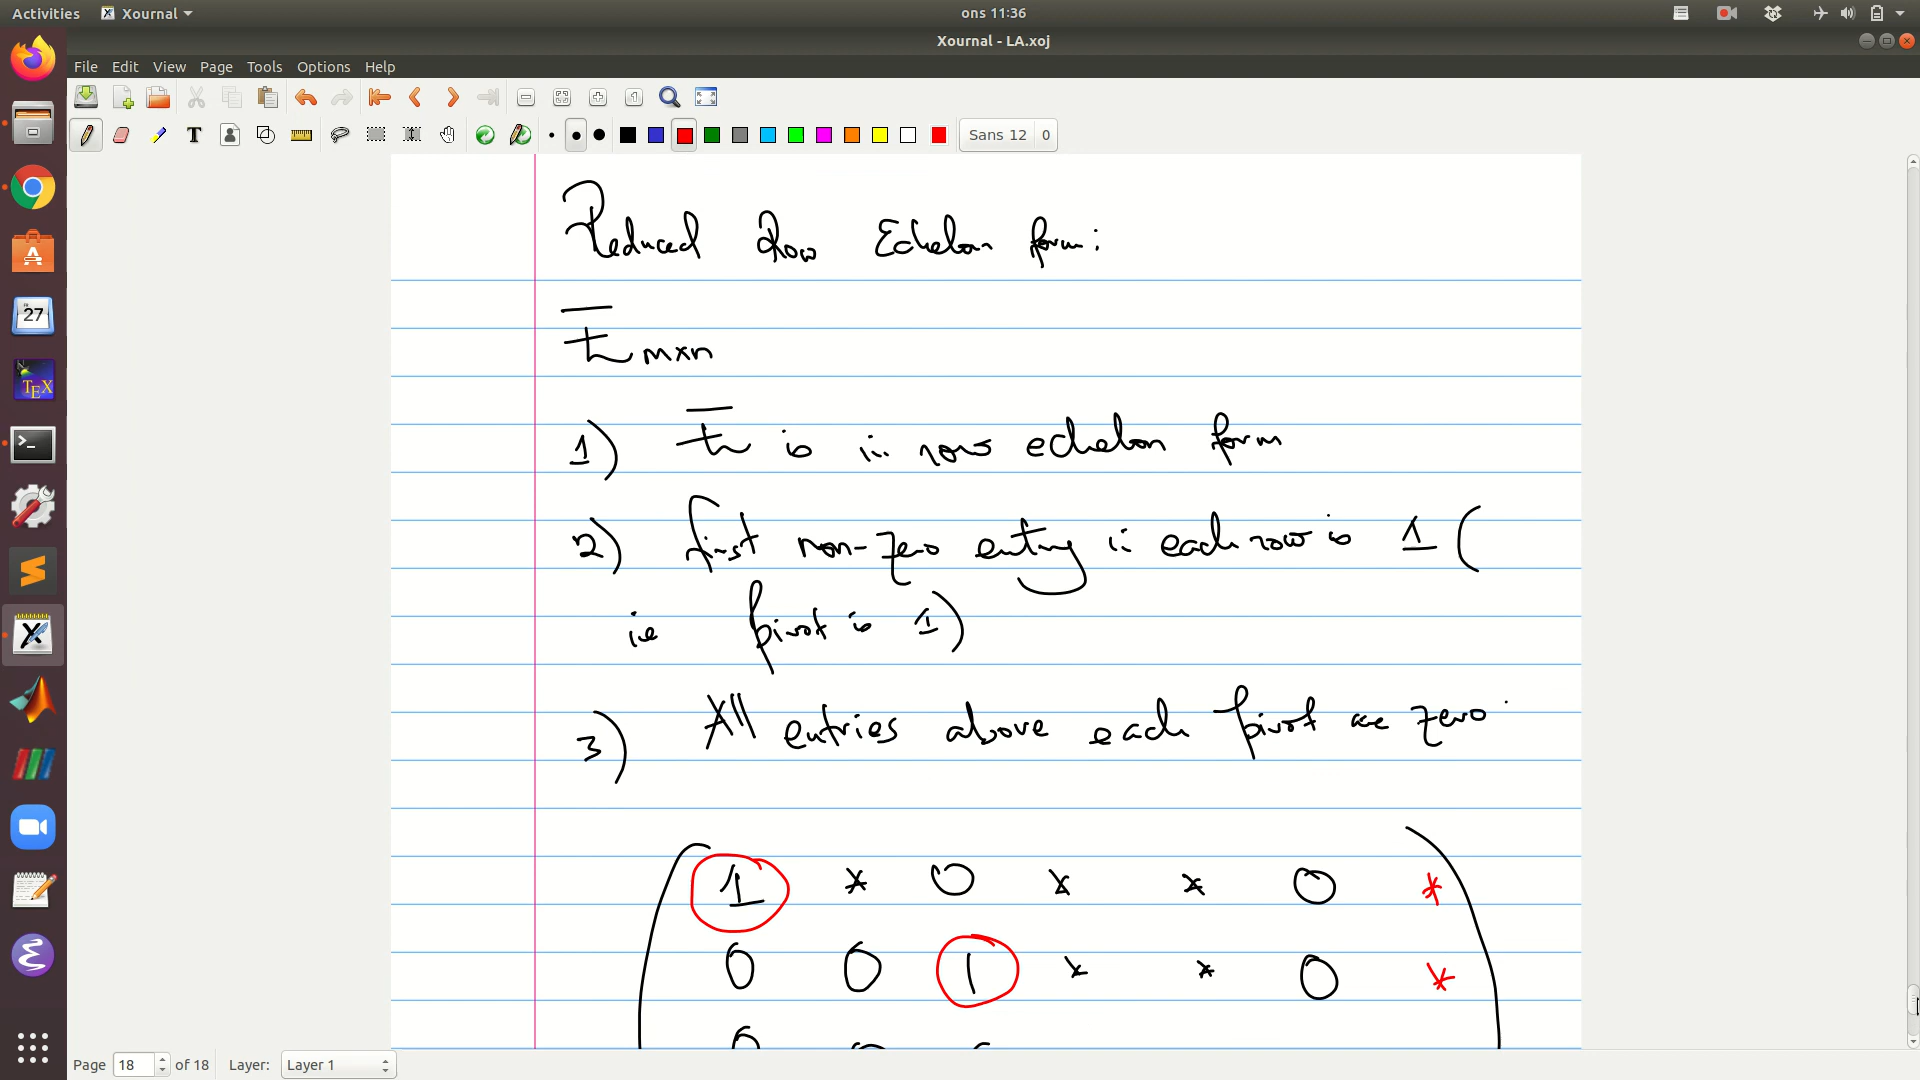 Activities Xournal ons 11:36
Xournal - LA.xoj
File Edit View Page Tools Options Help
T Sans 12 0
Reduced Row Echelon form:
E mxn
1) E is in row echelon form
2) first non-zero entry in each row is 1 (
ie pivot is 1)
3) All entries above each pivot are zero.
1 * 0 * * 0 *
0 0 1 * * 0 *
Page 18 of 18 Layer: Layer 1
27
TEX